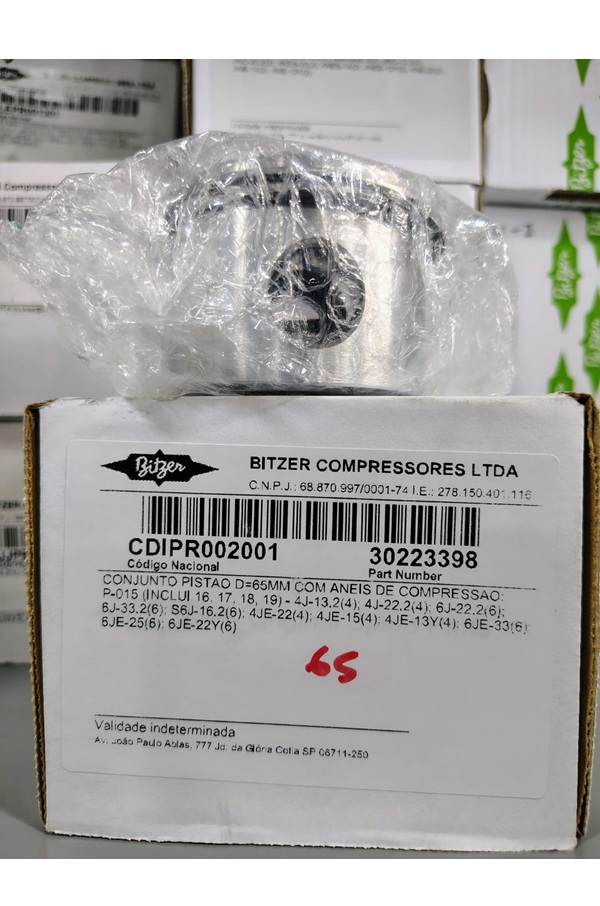 Bitzer
BITZER COMPRESSORES LTDA
C.N.P.J.: 68.870.997/0001-74 I.E.: 278.150.401.116
CDIPR002001
30223398
Código Nacional
Part Number
CONJUNTO PISTAO D=65MM COM ANEIS DE COMPRESSAO:
P-015 (INCLUI 16, 17, 18, 19) - 4J-13.2(4); 4J-22.2(4); 6J-22.2(6);
6J-33.2(6); S6J-16.2(6); 4JE-22(4); 4JE-15(4); 4JE-13Y(4); 6JE-33(6);
6JE-25(6); 6JE-22Y(6)
65
Validade indeterminada
Av. João Paulo Ablas, 777 Jd. da Glória Cotia SP 06711-250
Bitzer
Bitzer
Bitzer